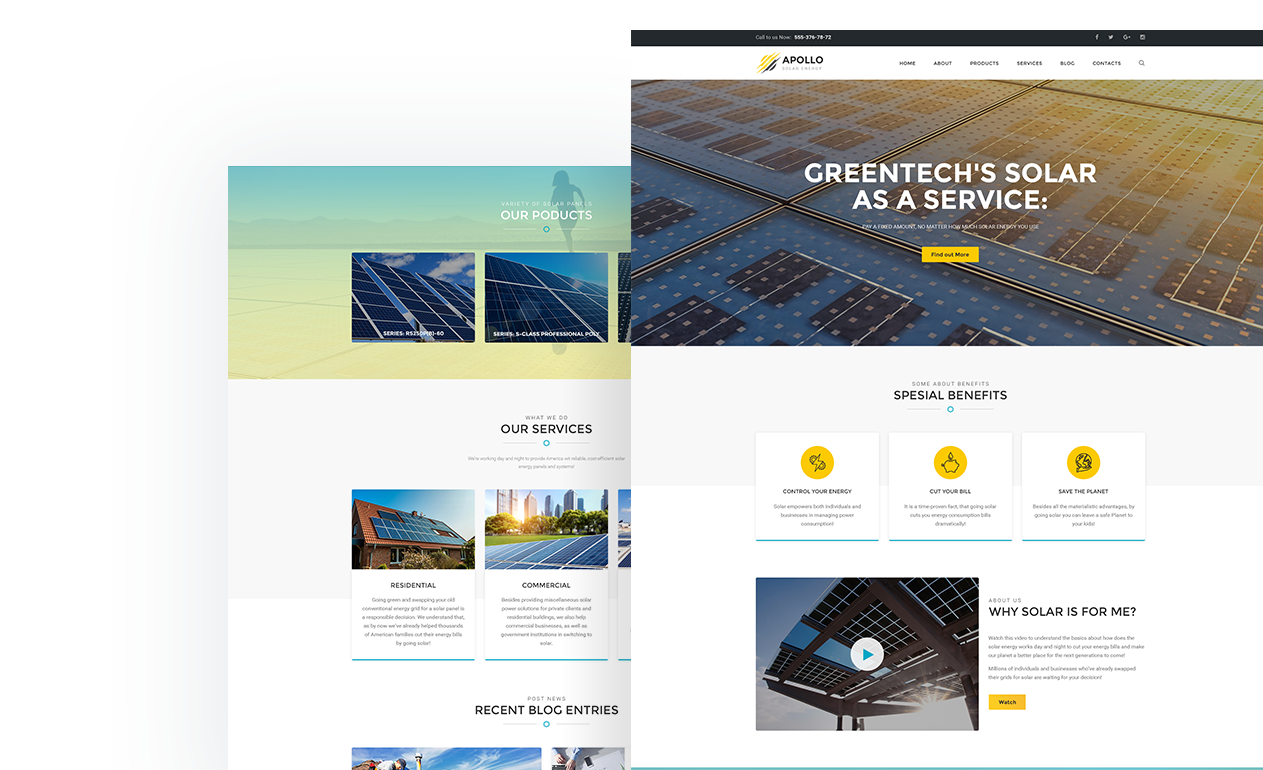 Call to us Now: 555-376-78-72
APOLLO
SOLAR ENERGY
HOME
ABOUT
PRODUCTS
SERVICES
BLOG
CONTACTS
GREENTECH'S SOLAR
AS A SERVICE:
PAY A FIXED AMOUNT, NO MATTER HOW MUCH SOLAR ENERGY YOU USE
Find out More
SOME ABOUT BENEFITS
SPESIAL BENEFITS
CONTROL YOUR ENERGY
Solar empowers both individuals and
businesses in managing power
consumption!
CUT YOUR BILL
It is a time-proven fact, that going solar
cuts you energy consumption bills
dramatically!
SAVE THE PLANET
Besides all the materialistic advantages, by
going solar you can leave a safe Planet to
your kids!
ABOUT US
WHY SOLAR IS FOR ME?
Watch this video to understand the basics about how does the
solar energy works day and night to cut your energy bills and make
our planet a better place for the next generations to come!
Millions of individuals and businesses who've already swapped
their grids for solar are waiting for your decision!
Watch
VARIETY OF SOLAR PANELS
OUR PODUCTS
SERIES: S-CLASS PROFESSIONAL POLY
WHAT WE DO
OUR SERVICES
We're working day and night to provide America wit reliable, cost-efficient solar
energy panels and systems!
RESIDENTIAL
Going green and swapping your old
conventional energy grid for a solar panel is
a responsible decision. We understand that,
as by now we've already helped thousands
of American families cut their energy bills
by going solar!
COMMERCIAL
Besides providing miscellaneous solar
power solutions for private clients and
residential buildings, we also help
commercial businesses, as well as
government institutions in switching to
solar.
POST NEWS
RECENT BLOG ENTRIES